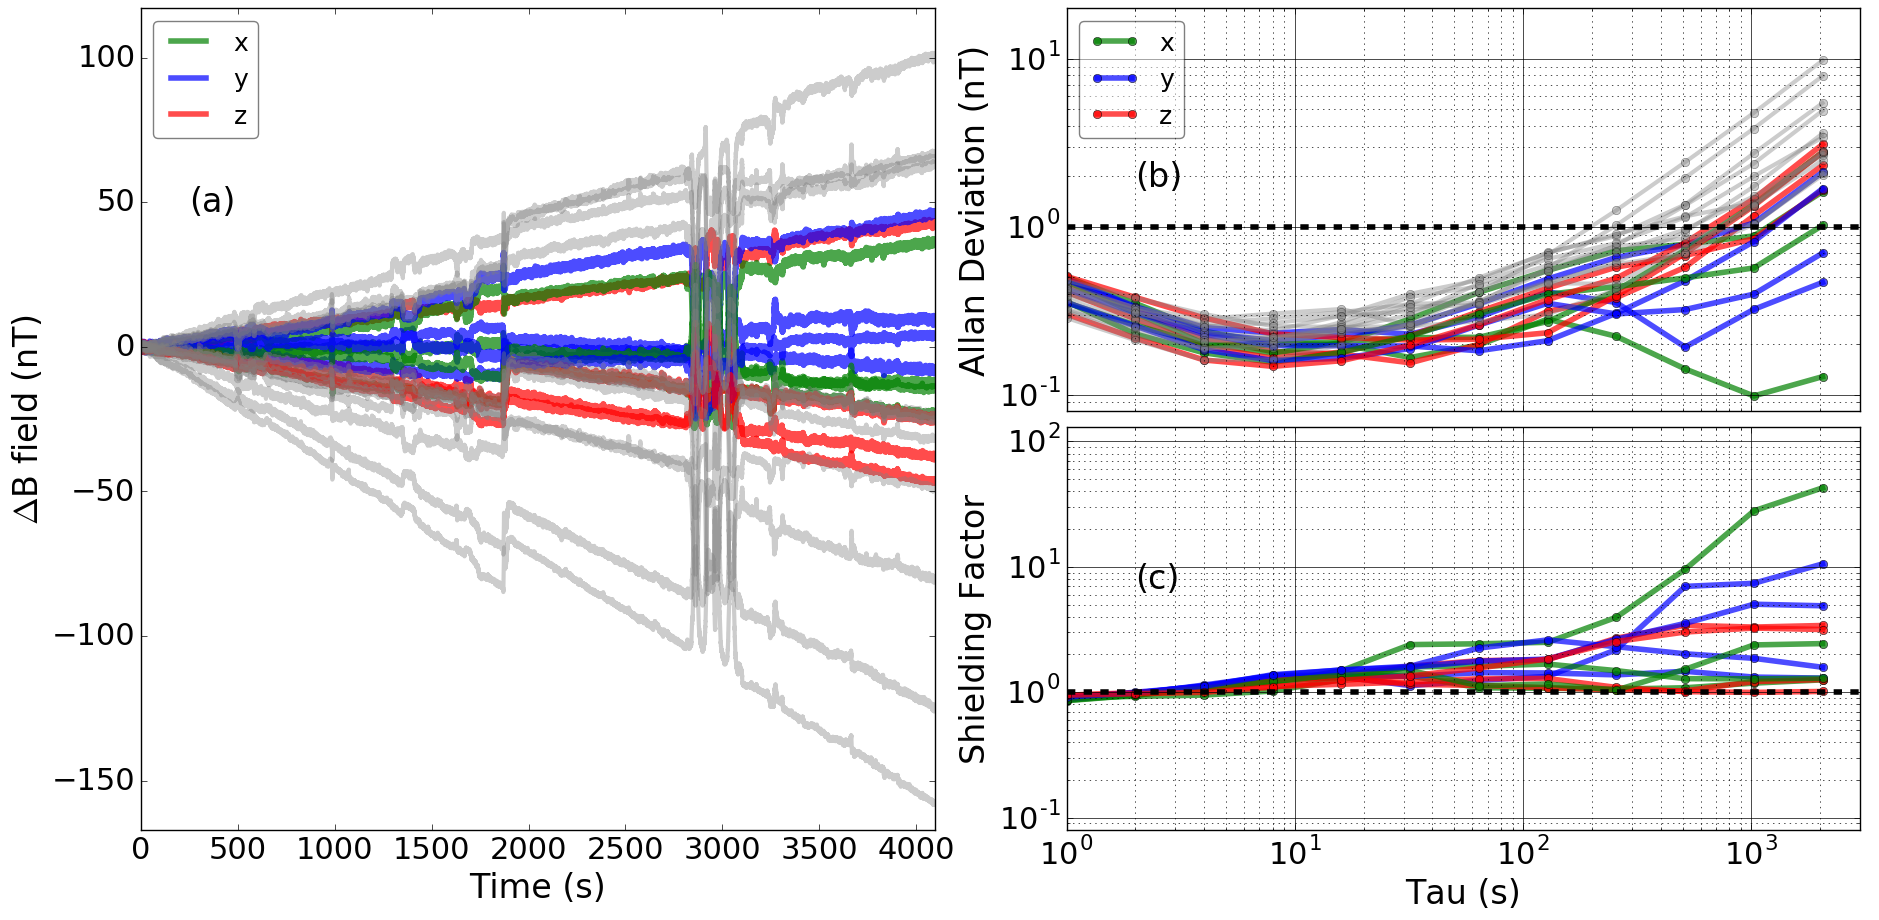 x
y
z
(a)
100
50
0
−50
−100
−150
ΔB field (nT)
0 500 1000 1500 2000 2500 3000 3500 4000
Time (s)
x
y
z
(b)
10¹
10⁰
10⁻¹
Allan Deviation (nT)
(c)
10²
10¹
10⁰
10⁻¹
Shielding Factor
10⁰ 10¹ 10² 10³
Tau (s)